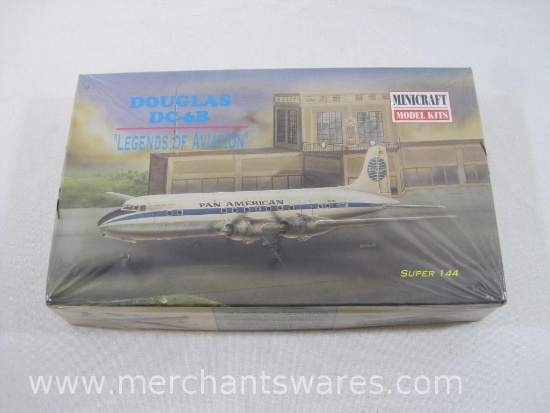 DOUGLAS
DC-6B
"LEGENDS OF AVIATION"
MINICRAFT
MODEL KITS
PAN AMERICAN
SUPER 144
www.merchantswares.com